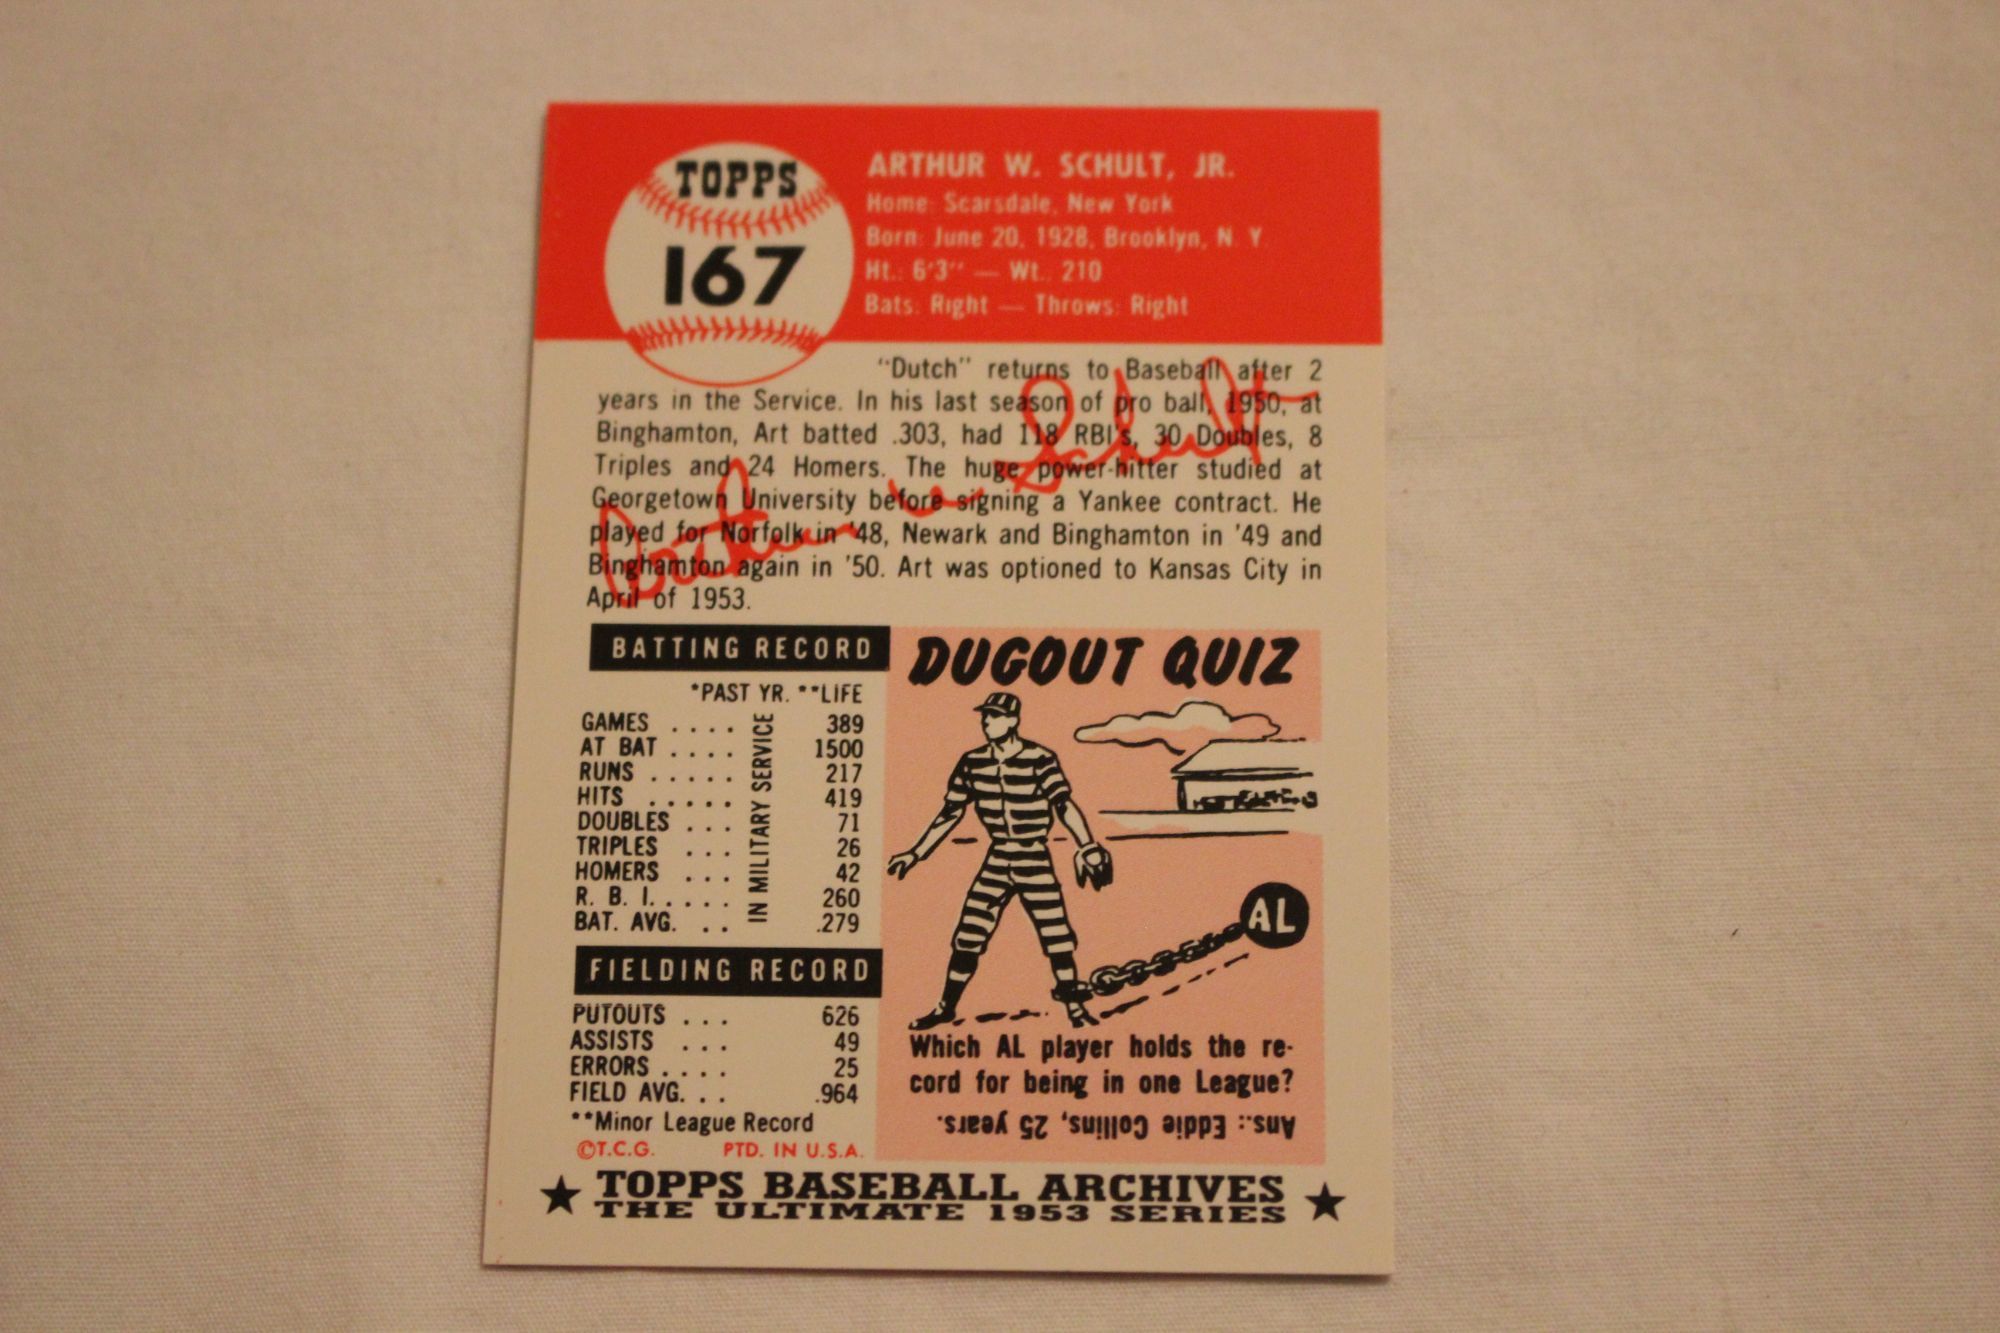 TOPPS
167
ARTHUR W. SCHULT, JR.
Home: Scarsdale, New York
Born: June 20, 1928, Brooklyn, N. Y.
Ht.: 6'3" — Wt.: 210
Bats: Right — Throws: Right
"Dutch" returns to Baseball after 2
years in the Service. In his last season of pro ball, 1950, at
Binghamton, Art batted .303, had 118 RBI's, 30 Doubles, 8
Triples and 24 Homers. The huge power-hitter studied at
Georgetown University before signing a Yankee contract. He
played for Norfolk in '48, Newark and Binghamton in '49 and
Binghamton again in '50. Art was optioned to Kansas City in
April of 1953.
Arthur W Schult
BATTING RECORD
*PAST YR. **LIFE
GAMES .... 389
AT BAT .... 1500
RUNS ..... 217
HITS ..... 419
DOUBLES ... 71
TRIPLES ... 26
HOMERS ... 42
R. B. I. .... 260
BAT. AVG. .. .279
IN MILITARY SERVICE
FIELDING RECORD
PUTOUTS ... 626
ASSISTS ... 49
ERRORS .... 25
FIELD AVG. .. .964
**Minor League Record
©T.C.G. PTD. IN U.S.A.
DUGOUT QUIZ
AL
Which AL player holds the re-
cord for being in one League?
Ans.: Eddie Collins, 25 years.
★ TOPPS BASEBALL ARCHIVES ★
THE ULTIMATE 1953 SERIES